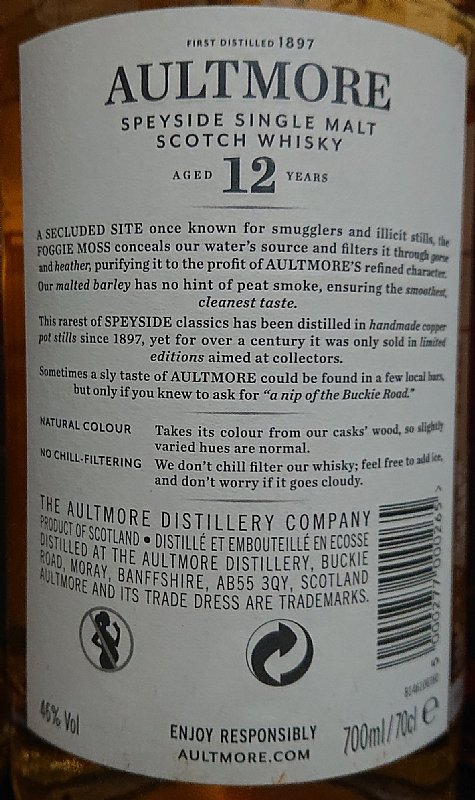 FIRST DISTILLED 1897
AULTMORE
SPEYSIDE SINGLE MALT
SCOTCH WHISKY
AGED 12 YEARS
A SECLUDED SITE once known for smugglers and illicit stills, the
FOGGIE MOSS conceals our water's source and filters it through gorse
and heather, purifying it to the profit of AULTMORE'S refined character.
Our malted barley has no hint of peat smoke, ensuring the smoothest,
cleanest taste.
This rarest of SPEYSIDE classics has been distilled in handmade copper
pot stills since 1897, yet for over a century it was only sold in limited
editions aimed at collectors.
Sometimes a sly taste of AULTMORE could be found in a few local bars,
but only if you knew to ask for "a nip of the Buckie Road."
NATURAL COLOUR Takes its colour from our casks' wood, so slightly
varied hues are normal.
NO CHILL-FILTERING We don't chill filter our whisky; feel free to add ice,
and don't worry if it goes cloudy.
THE AULTMORE DISTILLERY COMPANY
PRODUCT OF SCOTLAND • DISTILLÉ ET EMBOUTEILLÉ EN ECOSSE
DISTILLED AT THE AULTMORE DISTILLERY, BUCKIE
ROAD, MORAY, BANFFSHIRE, AB55 3QY, SCOTLAND
AULTMORE AND ITS TRADE DRESS ARE TRADEMARKS.
5 000277 000265 >
46% Vol
ENJOY RESPONSIBLY
700ml/70cl e
AULTMORE.COM